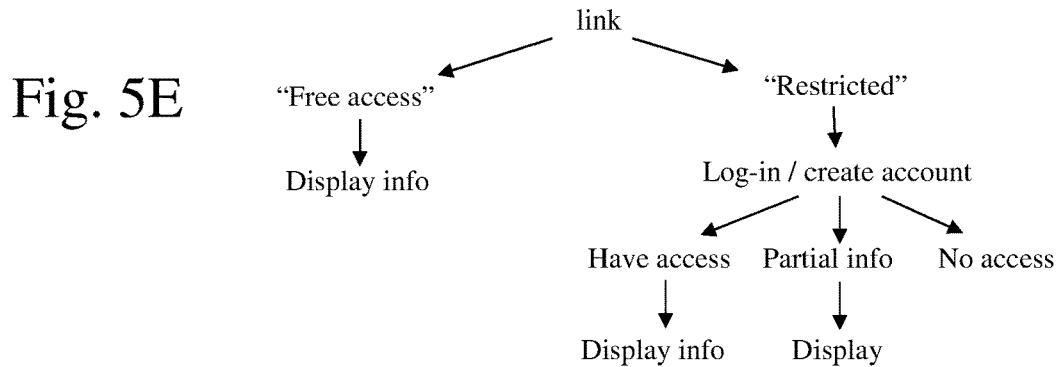 link
Fig. 5E
“Free access”
“Restricted”
Display info
Log-in / create account
Have access
Partial info
No access
Display info
Display